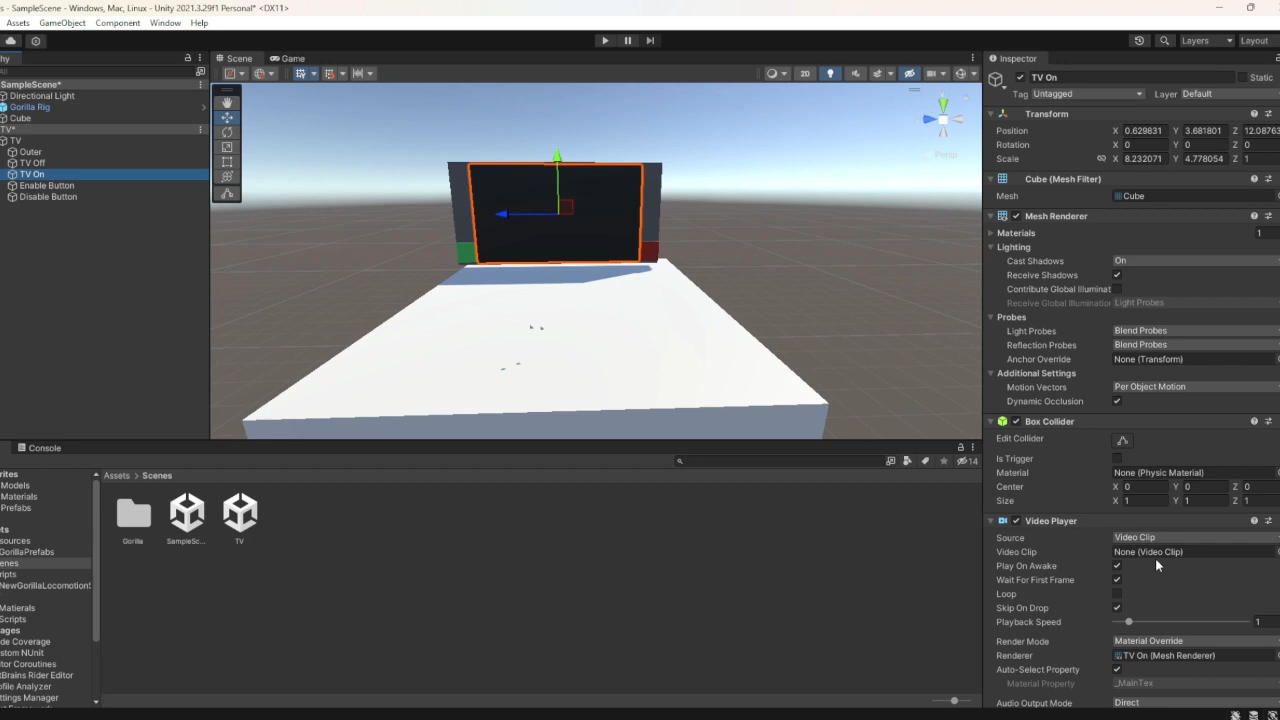 s - SampleScene - Windows, Mac, Linux - Unity 2021.3.29f1 Personal* <DX11>
Assets GameObject Component Window Help
Layers Layout
hy
All
SampleScene*
Directional Light
Gorilla Rig
Cube
TV*
TV
Outer
TV Off
TV On
Enable Button
Disable Button
Scene Game
2D
Persp
Inspector
TV On Static
Tag Untagged Layer Default
Transform
Position X 0.629831 Y 3.681801 Z 12.08763
Rotation X 0 Y 0 Z 0
Scale X 8.232071 Y 4.778054 Z 1
Cube (Mesh Filter)
Mesh Cube
Mesh Renderer
Materials 1
Lighting
Cast Shadows On
Receive Shadows
Contribute Global Illuminat
Receive Global Illumination Light Probes
Probes
Light Probes Blend Probes
Reflection Probes Blend Probes
Anchor Override None (Transform)
Additional Settings
Motion Vectors Per Object Motion
Dynamic Occlusion
Box Collider
Edit Collider
Is Trigger
Material None (Physic Material)
Center X 0 Y 0 Z 0
Size X 1 Y 1 Z 1
Video Player
Source Video Clip
Video Clip None (Video Clip)
Play On Awake
Wait For First Frame
Loop
Skip On Drop
Playback Speed 1
Render Mode Material Override
Renderer TV On (Mesh Renderer)
Auto-Select Property
Material Property _MainTex
Audio Output Mode Direct
Console
14
rites
Models
Materials
Prefabs
ts
sources
GorillaPrefabs
enes
ripts
NewGorillaLocomotion
Matierals
Scripts
ages
de Coverage
stom NUnit
itor Coroutines
tBrains Rider Editor
ofile Analyzer
ttings Manager
Assets Scenes
Gorilla
SampleSc...
TV